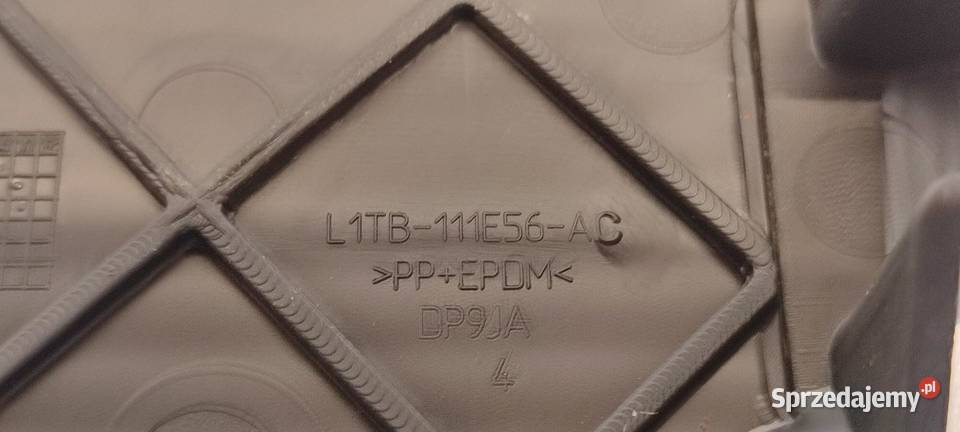 L1TB-111E56-AC
>PP+EPDM<
DP9JA
4
Sprzedajemy.pl